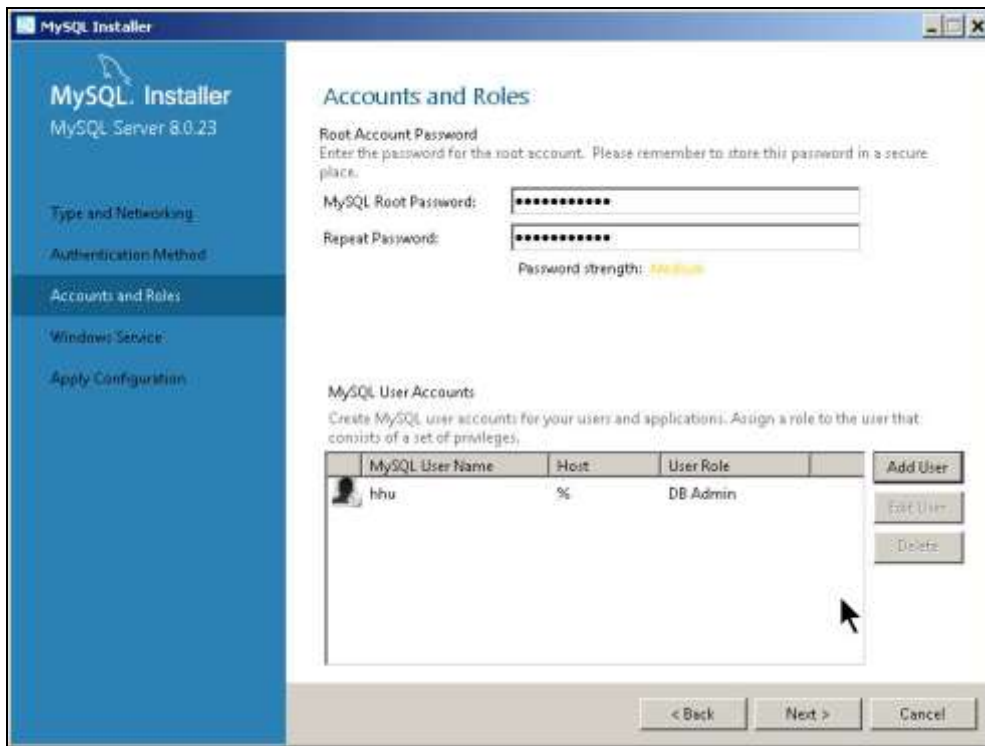 MySQL Installer
MySQL. Installer
MySQL Server 8.0.23
Type and Networking
Authentication Method
Accounts and Roles
Windows Service
Apply Configuration
Accounts and Roles
Root Account Password
Enter the password for the root account. Please remember to store this password in a secure
place.
MySQL Root Password:
Repeat Password:
Password strength: Medium
MySQL User Accounts
Create MySQL user accounts for your users and applications. Assign a role to the user that
consists of a set of privileges.
MySQL User Name Host User Role
hhu % DB Admin
Add User
Edit User
Delete
< Back Next > Cancel